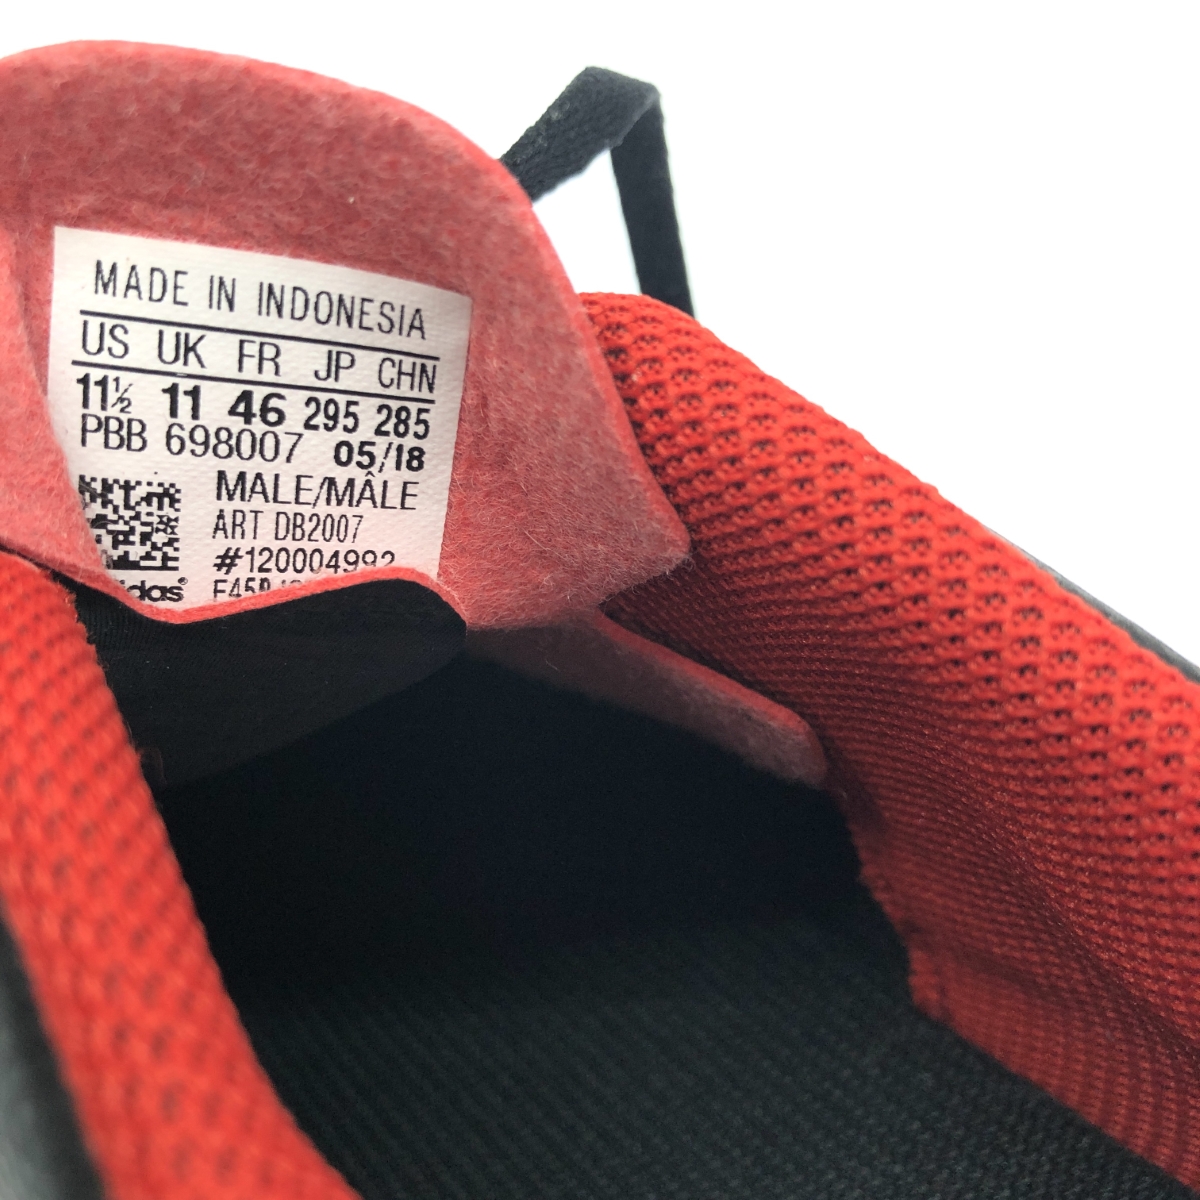 MADE IN INDONESIA
US UK FR JP CHN
11½ 11 46 295 285
PBB 698007 05/18
MALE/MÂLE
ART DB2007
#120004992